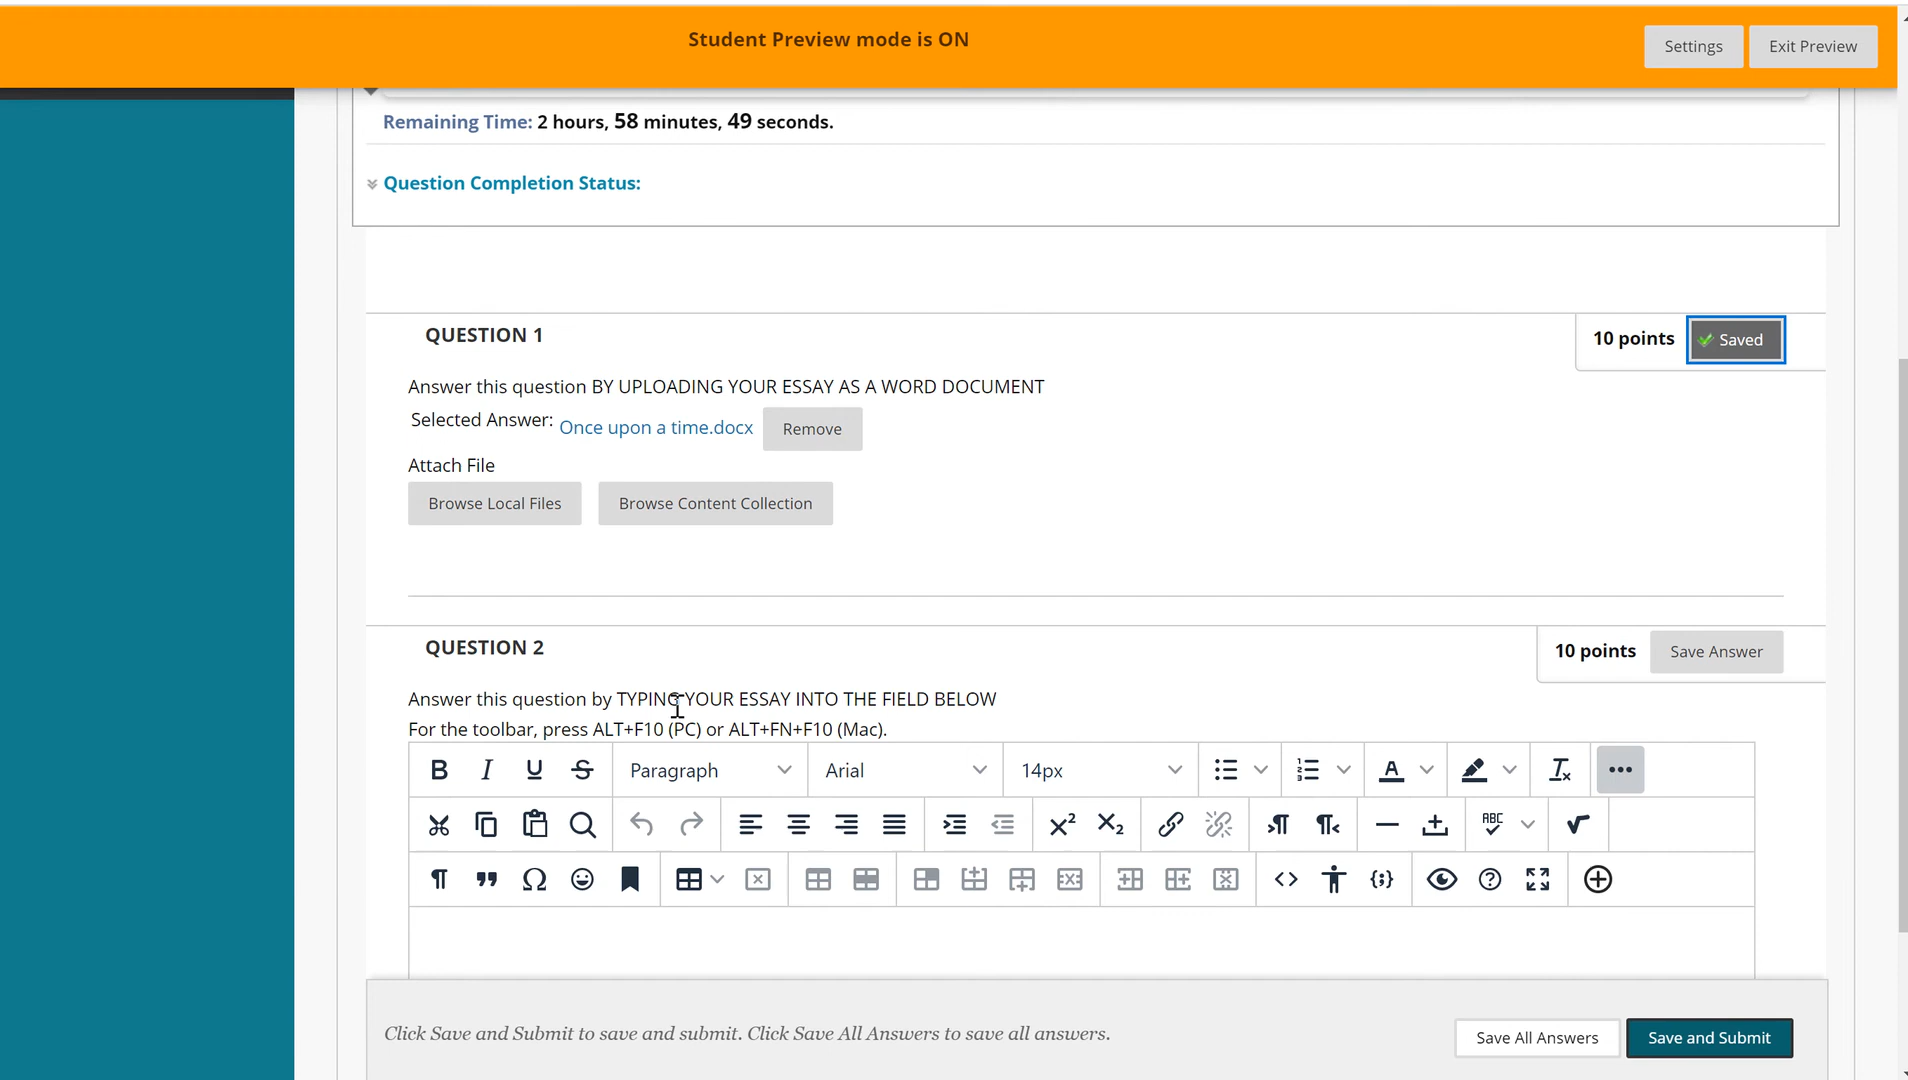 Student Preview mode is ON
Settings
Exit Preview
Remaining Time: 2 hours, 58 minutes, 49 seconds.
Question Completion Status:
QUESTION 1
10 points
Saved
Answer this question BY UPLOADING YOUR ESSAY AS A WORD DOCUMENT
Selected Answer: Once upon a time.docx
Remove
Attach File
Browse Local Files
Browse Content Collection
QUESTION 2
10 points
Save Answer
Answer this question by TYPING YOUR ESSAY INTO THE FIELD BELOW
For the toolbar, press ALT+F10 (PC) or ALT+FN+F10 (Mac).
Paragraph
Arial
14px
Click Save and Submit to save and submit. Click Save All Answers to save all answers.
Save All Answers
Save and Submit